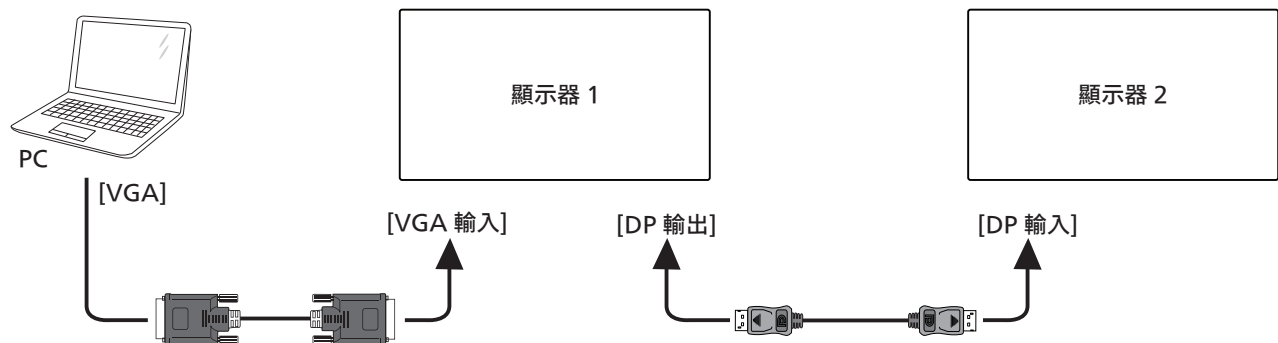 顯示器 1
顯示器 2
PC
[VGA]
[VGA 輸入]
[DP 輸出]
[DP 輸入]